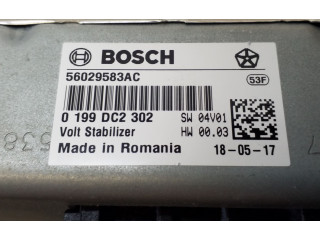 BOSCH
56029583AC
53F
0 199 DC2 302 SW 04V01
Volt Stabilizer HW 00.03
Made in Romania 18-05-17